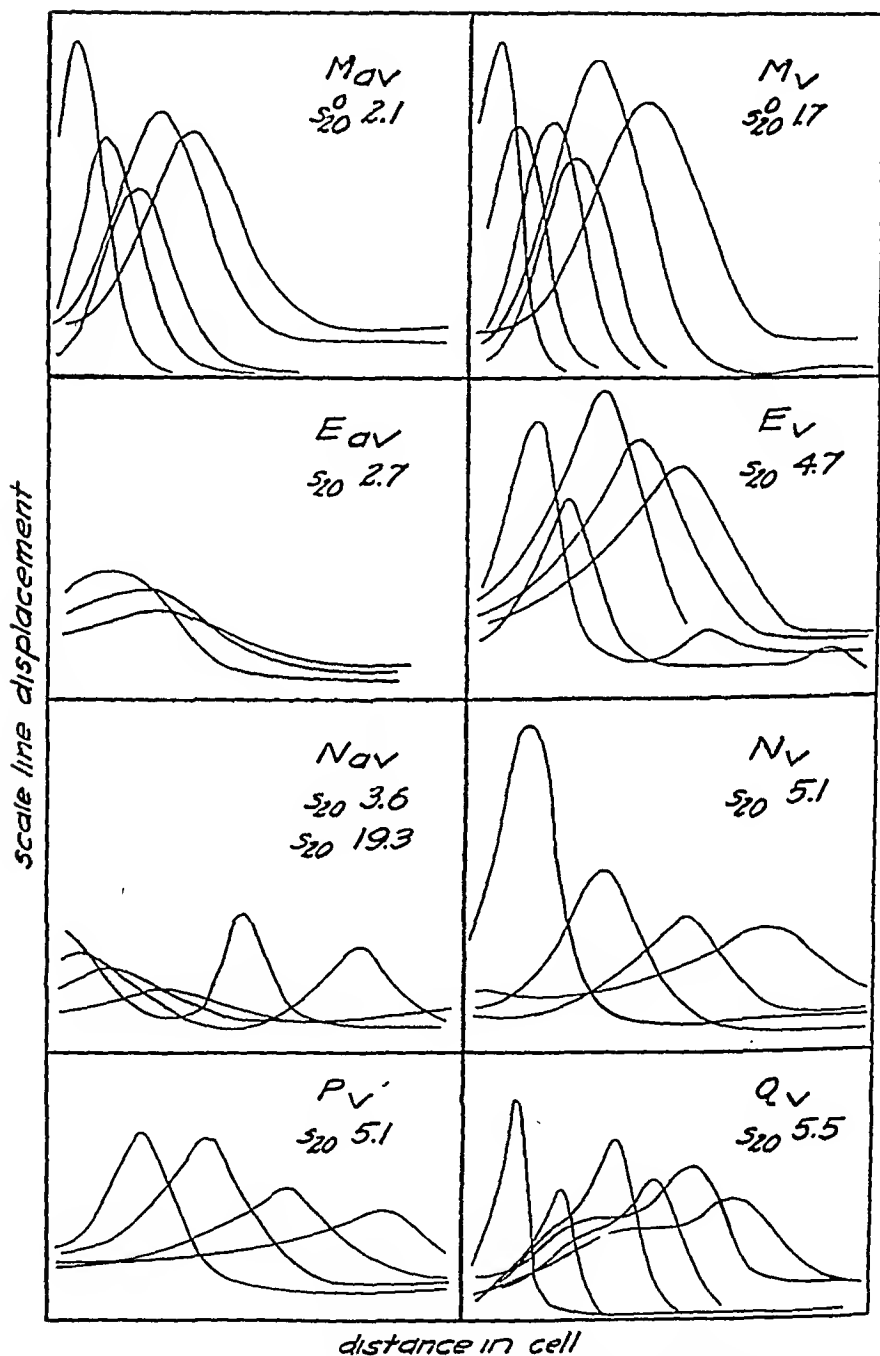 Mav
s°20 2.1
Mv
s°20 1.7
Eav
s20 2.7
Ev
s20 4.7
Nav
s20 3.6
s20 19.3
Nv
s20 5.1
Pv'
s20 5.1
Qv
s20 5.5
scale line displacement
distance in cell